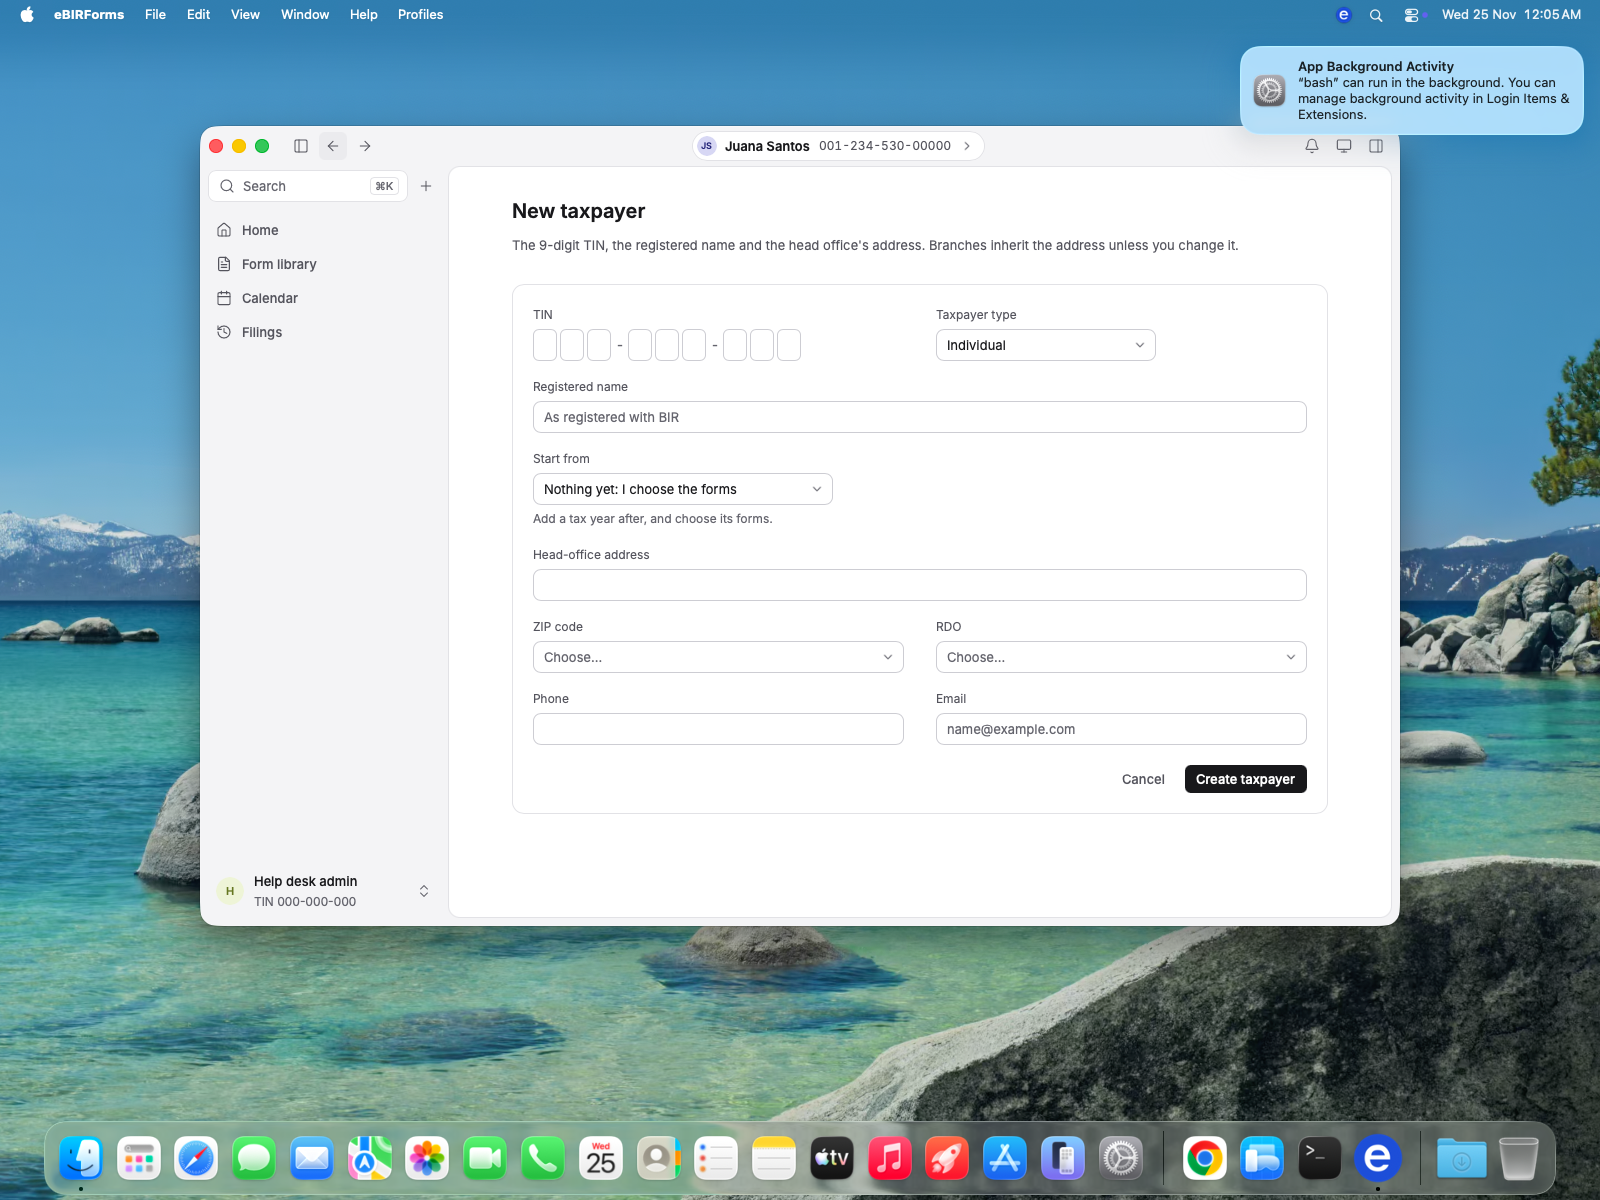 eBIRForms File Edit View Window Help Profiles
e Wed 25 Nov 12:05 AM
App Background Activity
“bash” can run in the background. You can
manage background activity in Login Items &
Extensions.
JS Juana Santos 001-234-530-00000
Search ⌘K
Home
Form library
Calendar
Filings
New taxpayer
The 9-digit TIN, the registered name and the head office's address. Branches inherit the address unless you change it.
TIN
- -
Taxpayer type
Individual
Registered name
As registered with BIR
Start from
Nothing yet: I choose the forms
Add a tax year after, and choose its forms.
Head-office address
ZIP code
Choose...
RDO
Choose...
Phone
Email
name@example.com
Cancel Create taxpayer
H Help desk admin
TIN 000-000-000
Wed
25
tv
>_
e